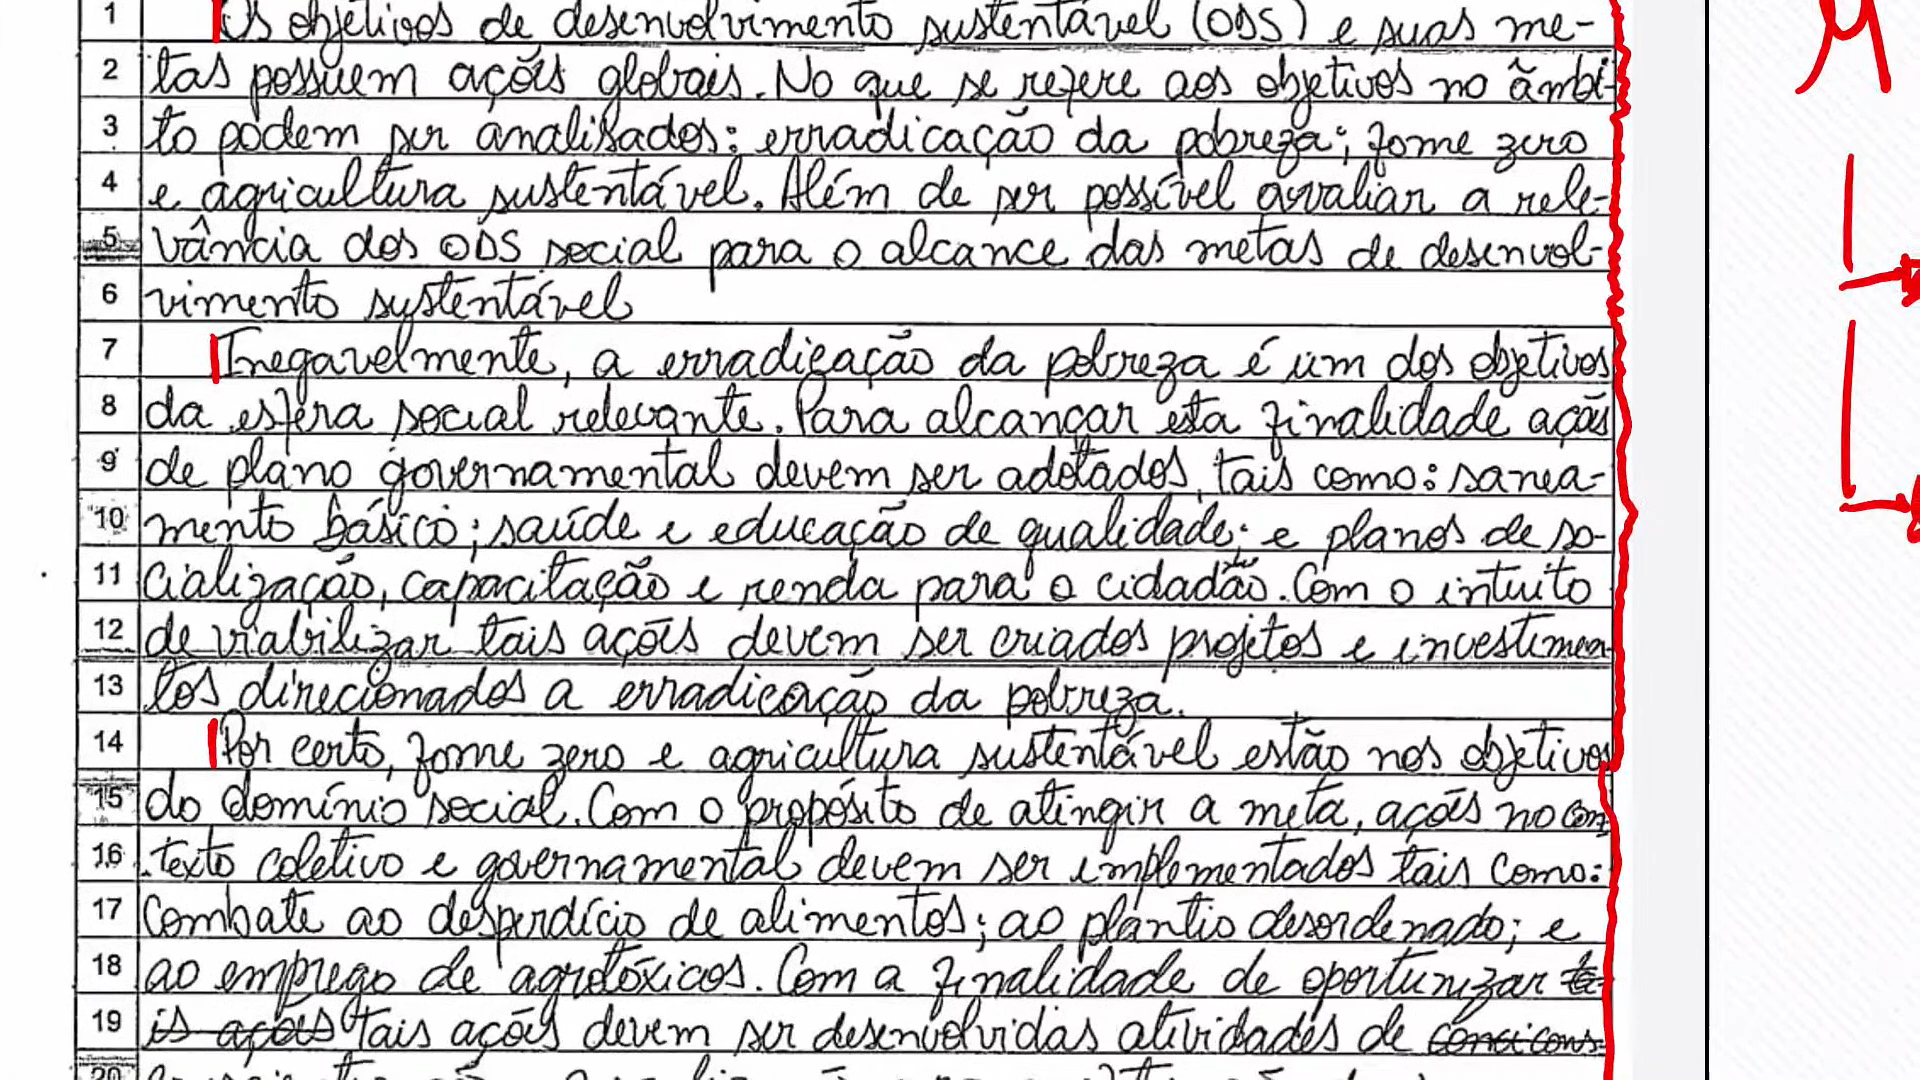 1 Os objetivos de desenvolvimento sustentável (ODS) e suas me-
2 tas possuem ações globais. No que se refere aos objetivos no âmbi-
3 to podem ser analisados: erradicação da pobreza; fome zero
4 e agricultura sustentável. Além de ser possível avaliar a rele-
5 vância dos ODS social para o alcance das metas de desenvol-
6 vimento sustentável
7 Inegavelmente, a erradicação da pobreza é um dos objetivos
8 da esfera social relevante. Para alcançar esta finalidade ações
9 de plano governamental devem ser adotados, tais como: sanea-
10 mento básico; saúde e educação de qualidade; e planos de so-
11 cialização, capacitação e renda para o cidadão. Com o intuito
12 de viabilizar tais ações devem ser criados projetos e investimen-
13 tos direcionados a erradicação da pobreza.
14 Por certo, fome zero e agricultura sustentável estão nos objetivos
15 do domínio social. Com o propósito de atingir a meta, ações no con-
16 texto coletivo e governamental devem ser implementados tais como:
17 combate ao desperdício de alimentos; ao plantio desordenado; e
18 ao emprego de agrotóxicos. Com a finalidade de oportunizar ta-
19 is ações tais ações devem ser desenvolvidas atividades de
20